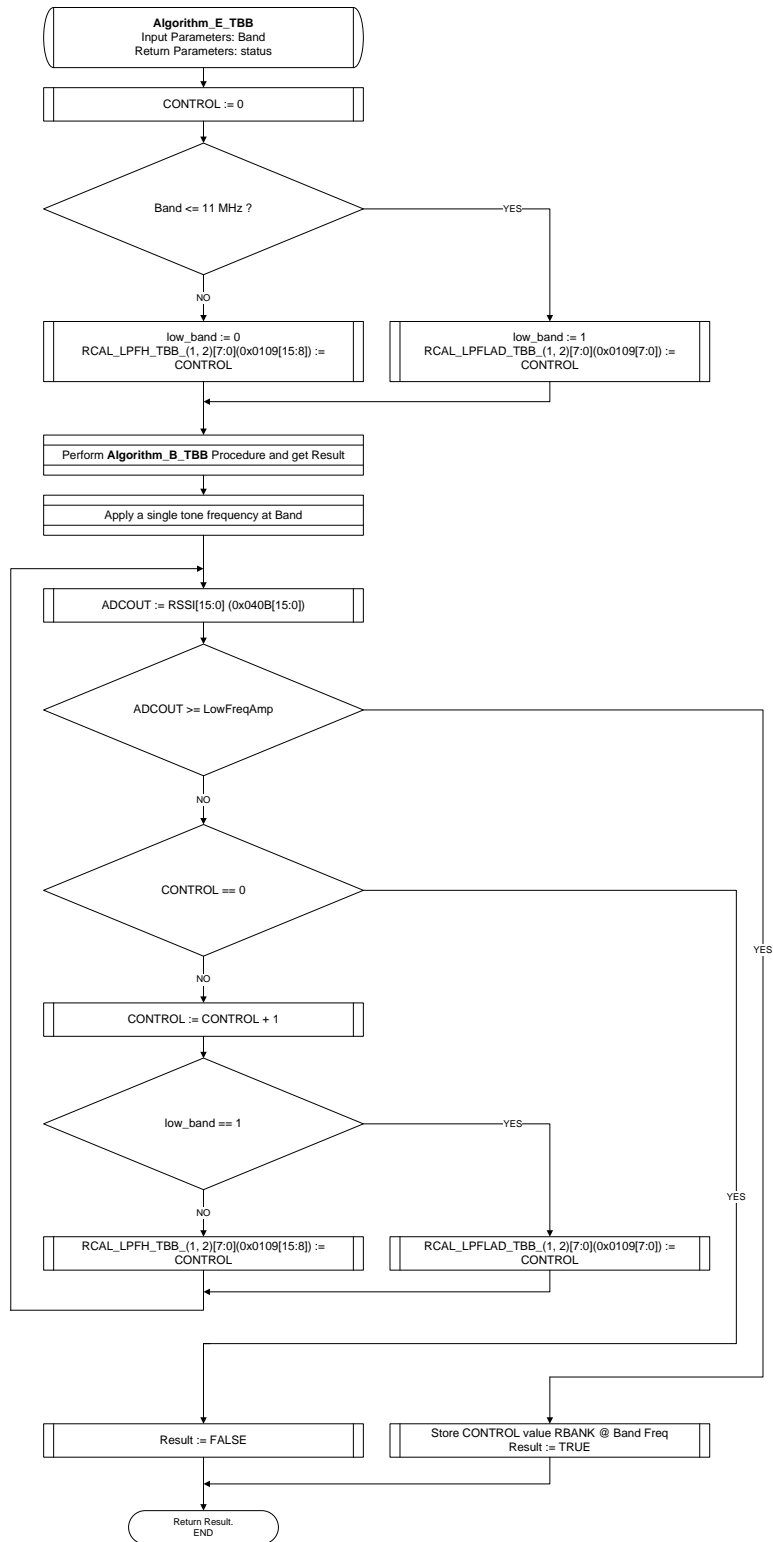 Algorithm_E_TBB
Input Parameters: Band
Return Parameters: status
CONTROL := 0
Band <= 11 MHz ?
YES
NO
low_band := 0
RCAL_LPFH_TBB_(1, 2)[7:0](0x0109[15:8]) :=
CONTROL
low_band := 1
RCAL_LPFLAD_TBB_(1, 2)[7:0](0x0109[7:0]) :=
CONTROL
Perform Algorithm_B_TBB Procedure and get Result
Apply a single tone frequency at Band
ADCOUT := RSSI[15:0] (0x040B[15:0])
ADCOUT >= LowFreqAmp
NO
CONTROL == 0
YES
NO
CONTROL := CONTROL + 1
low_band == 1
YES
YES
NO
RCAL_LPFH_TBB_(1, 2)[7:0](0x0109[15:8]) :=
CONTROL
RCAL_LPFLAD_TBB_(1, 2)[7:0](0x0109[7:0]) :=
CONTROL
Result := FALSE
Store CONTROL value RBANK @ Band Freq
Result := TRUE
Return Result.
END